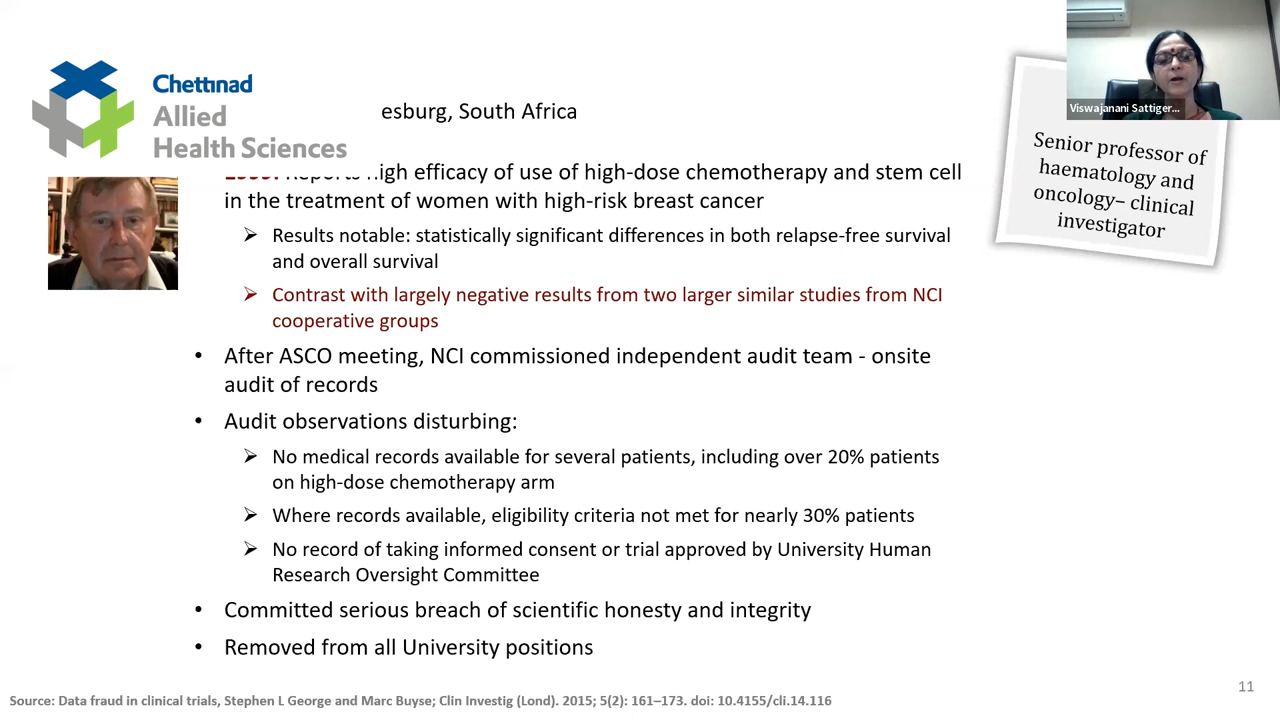 Chettinad
Allied
Health Sciences
esburg, South Africa
Viswajanani Sattiger...
Senior professor of
haematology and
oncology– clinical
investigator
Reports high efficacy of use of high-dose chemotherapy and stem cell
in the treatment of women with high-risk breast cancer
➢ Results notable: statistically significant differences in both relapse-free survival
and overall survival
➢ Contrast with largely negative results from two larger similar studies from NCI
cooperative groups
• After ASCO meeting, NCI commissioned independent audit team - onsite
audit of records
• Audit observations disturbing:
➢ No medical records available for several patients, including over 20% patients
on high-dose chemotherapy arm
➢ Where records available, eligibility criteria not met for nearly 30% patients
➢ No record of taking informed consent or trial approved by University Human
Research Oversight Committee
• Committed serious breach of scientific honesty and integrity
• Removed from all University positions
11
Source: Data fraud in clinical trials, Stephen L George and Marc Buyse; Clin Investig (Lond). 2015; 5(2): 161–173. doi: 10.4155/cli.14.116